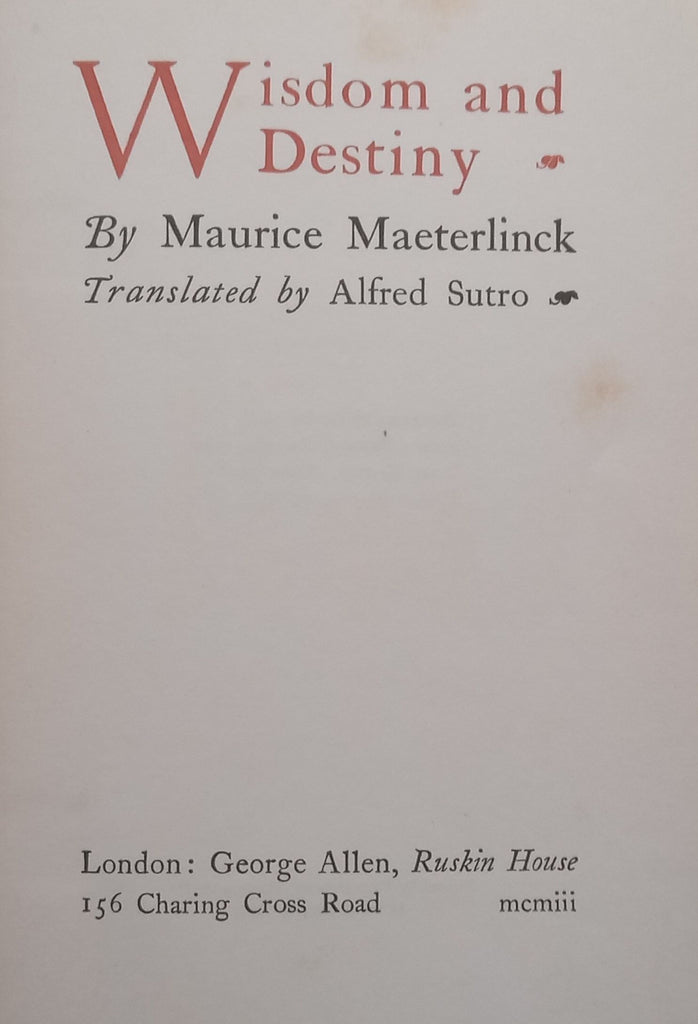 Wisdom and
Destiny
By Maurice Maeterlinck
Translated by Alfred Sutro
London: George Allen, Ruskin House
156 Charing Cross Road mcmiii